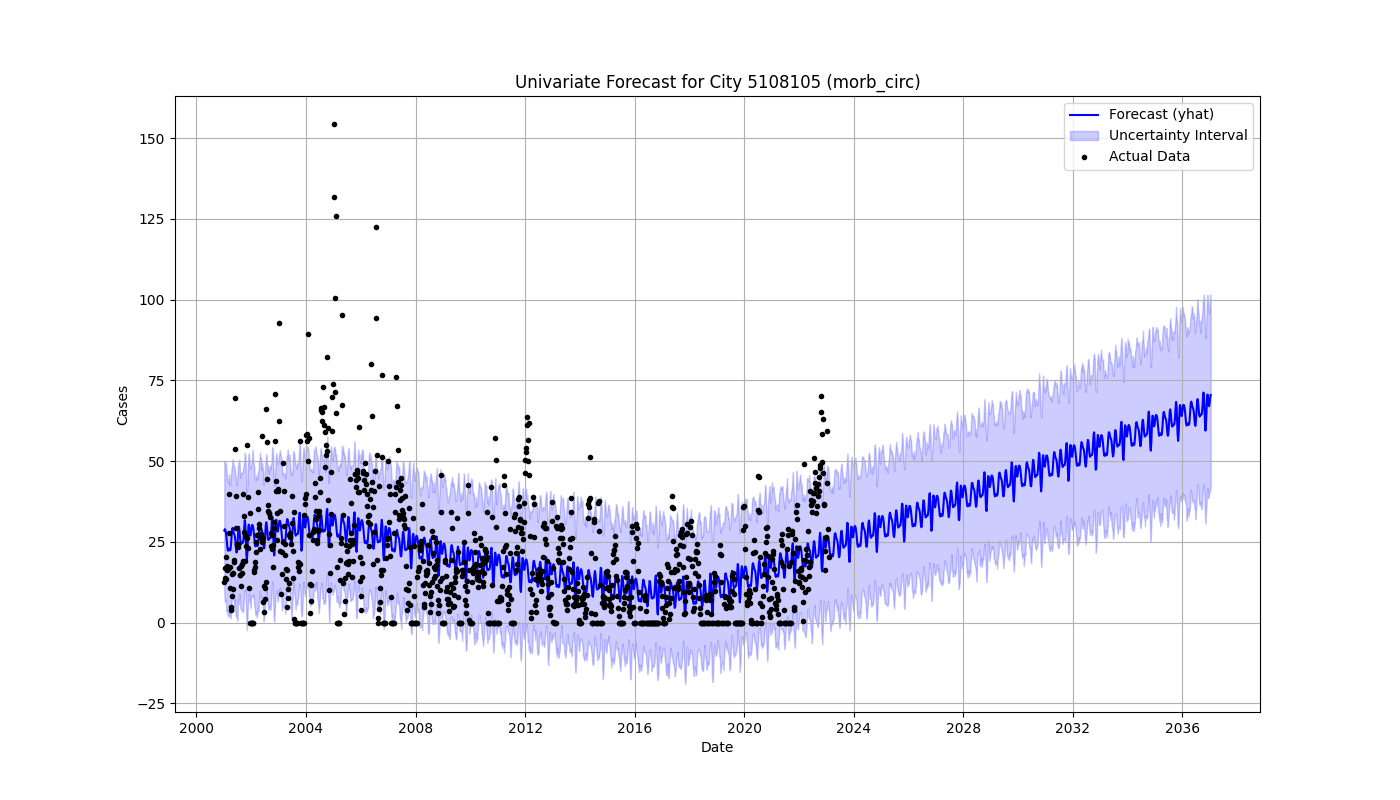 Univariate Forecast for City 5108105 (morb_circ)
Forecast (yhat)
Uncertainty Interval
Actual Data
150
125
100
75
50
25
0
−25
Cases
2000 2004 2008 2012 2016 2020 2024 2028 2032 2036
Date